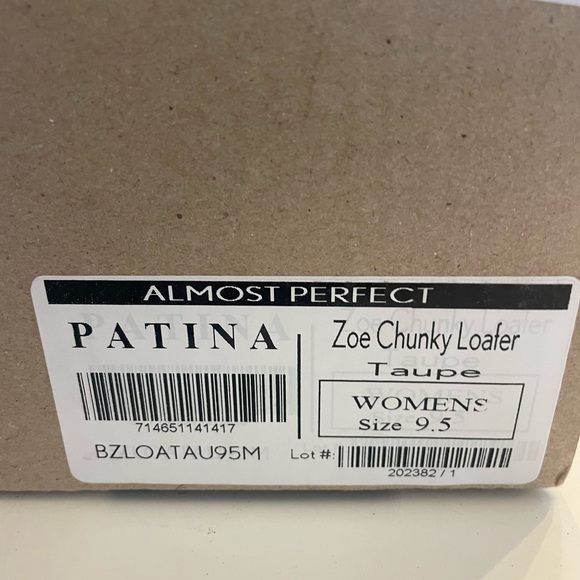 ALMOST PERFECT
PATINA
714651141417
BZLOATAU95M
Zoe Chunky Loafer
Taupe
WOMENS
Size 9.5
Lot #:
202382 / 1